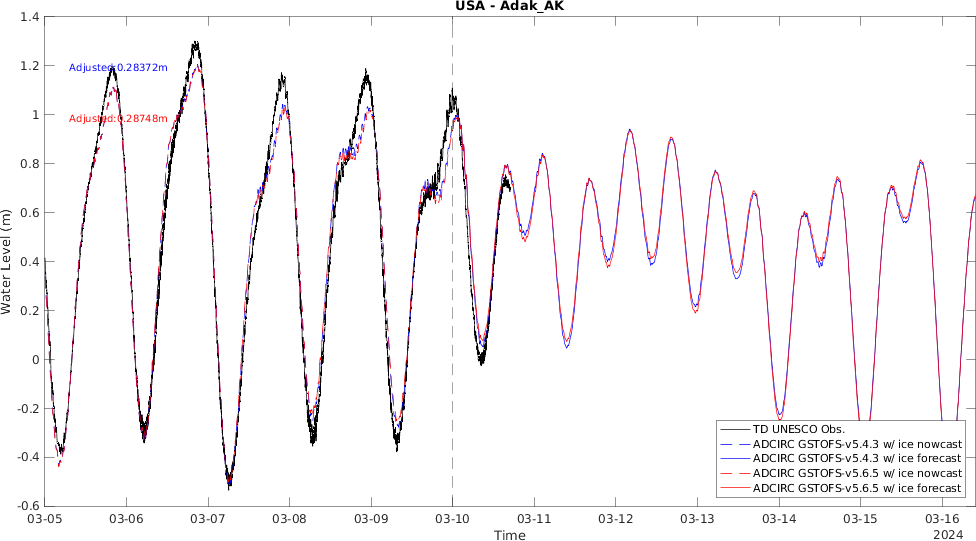 USA - Adak_AK
1.4
1.2
1
0.8
0.6
0.4
0.2
0
-0.2
-0.4
-0.6
Water Level (m)
Adjusted:0.28372m
Adjusted:0.28748m
TD UNESCO Obs.
ADCIRC GSTOFS-v5.4.3 w/ ice nowcast
ADCIRC GSTOFS-v5.4.3 w/ ice forecast
ADCIRC GSTOFS-v5.6.5 w/ ice nowcast
ADCIRC GSTOFS-v5.6.5 w/ ice forecast
03-05 03-06 03-07 03-08 03-09 03-10 03-11 03-12 03-13 03-14 03-15 03-16
Time
2024